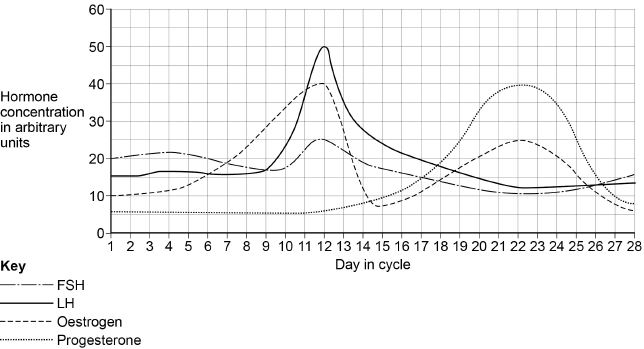 60
50
40
30
20
10
0
Hormone
concentration
in arbitrary
units
1 2 3 4 5 6 7 8 9 10 11 12 13 14 15 16 17 18 19 20 21 22 23 24 25 26 27 28
Day in cycle
Key
FSH
LH
Oestrogen
Progesterone